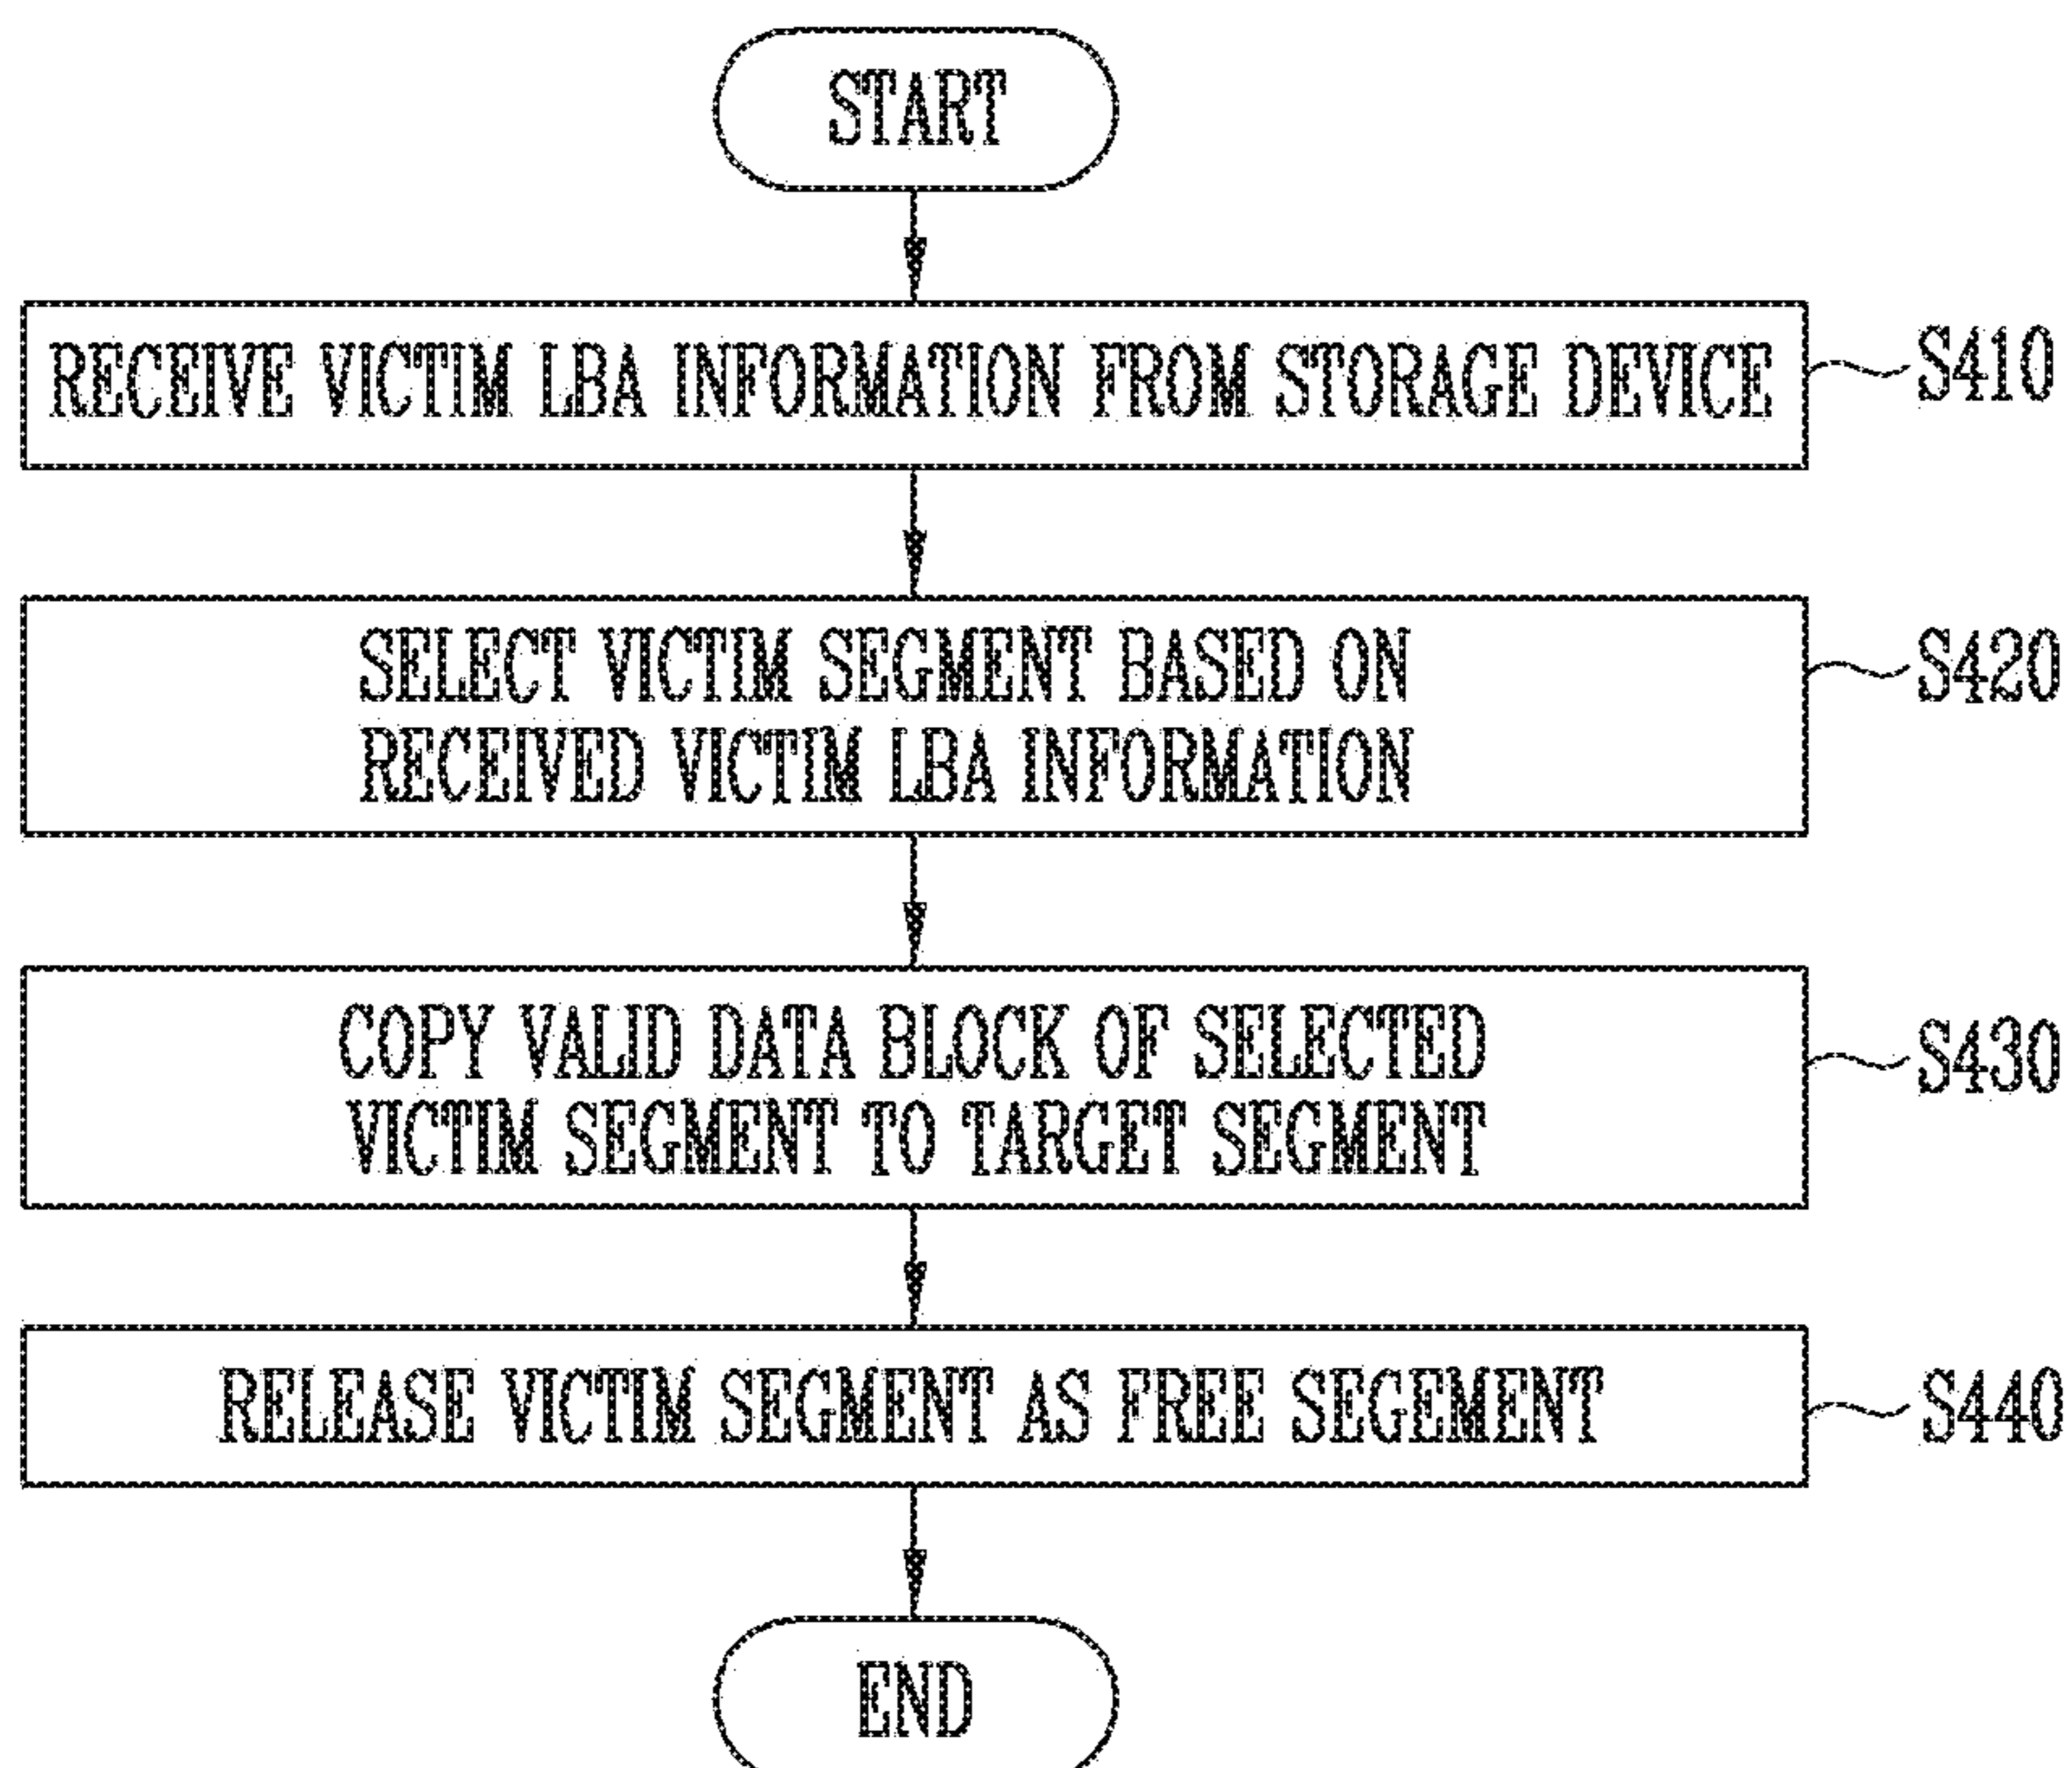 START
RECEIVE VICTIM LBA INFORMATION FROM STORAGE DEVICE
S410
SELECT VICTIM SEGMENT BASED ON
RECEIVED VICTIM LBA INFORMATION
S420
COPY VALID DATA BLOCK OF SELECTED
VICTIM SEGMENT TO TARGET SEGMENT
S430
RELEASE VICTIM SEGMENT AS FREE SEGEMENT
S440
END